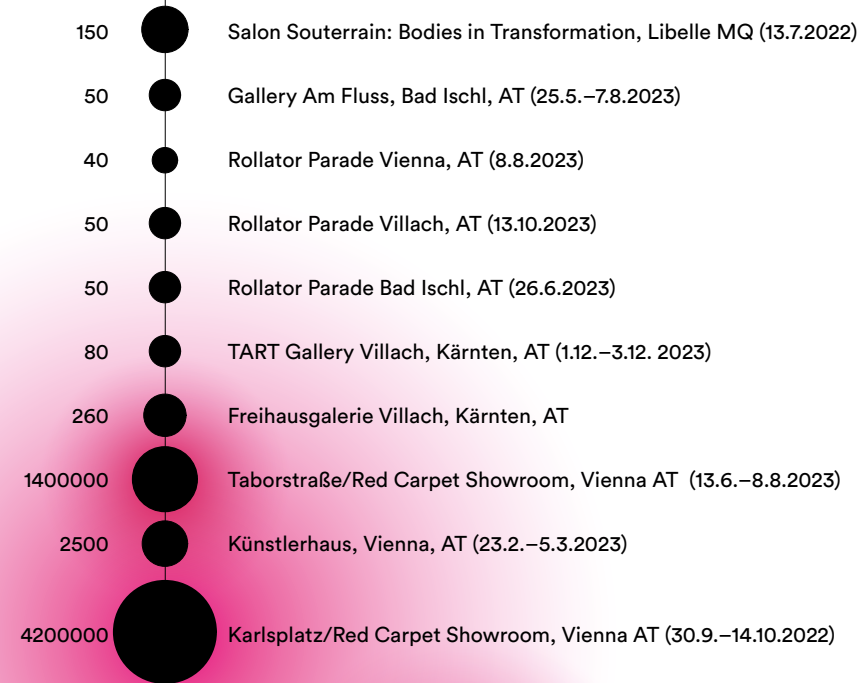 150 Salon Souterrain: Bodies in Transformation, Libelle MQ (13.7.2022)
50 Gallery Am Fluss, Bad Ischl, AT (25.5.–7.8.2023)
40 Rollator Parade Vienna, AT (8.8.2023)
50 Rollator Parade Villach, AT (13.10.2023)
50 Rollator Parade Bad Ischl, AT (26.6.2023)
80 TART Gallery Villach, Kärnten, AT (1.12.–3.12. 2023)
260 Freihausgalerie Villach, Kärnten, AT
1400000 Taborstraße/Red Carpet Showroom, Vienna AT (13.6.–8.8.2023)
2500 Künstlerhaus, Vienna, AT (23.2.–5.3.2023)
4200000 Karlsplatz/Red Carpet Showroom, Vienna AT (30.9.–14.10.2022)